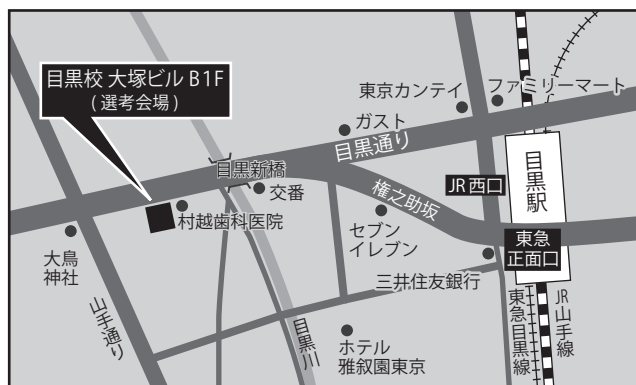 目黒校 大塚ビル B1F
( 選考会場 )
東京カンテイ
ファミリーマート
ガスト
目黒通り
目黒新橋
交番
権之助坂
JR 西口
目黒駅
村越歯科医院
セブン
イレブン
東急
正面口
大鳥
神社
三井住友銀行
山手通り
目黒川
ホテル
雅叙園東京
東急目黒線
JR山手線